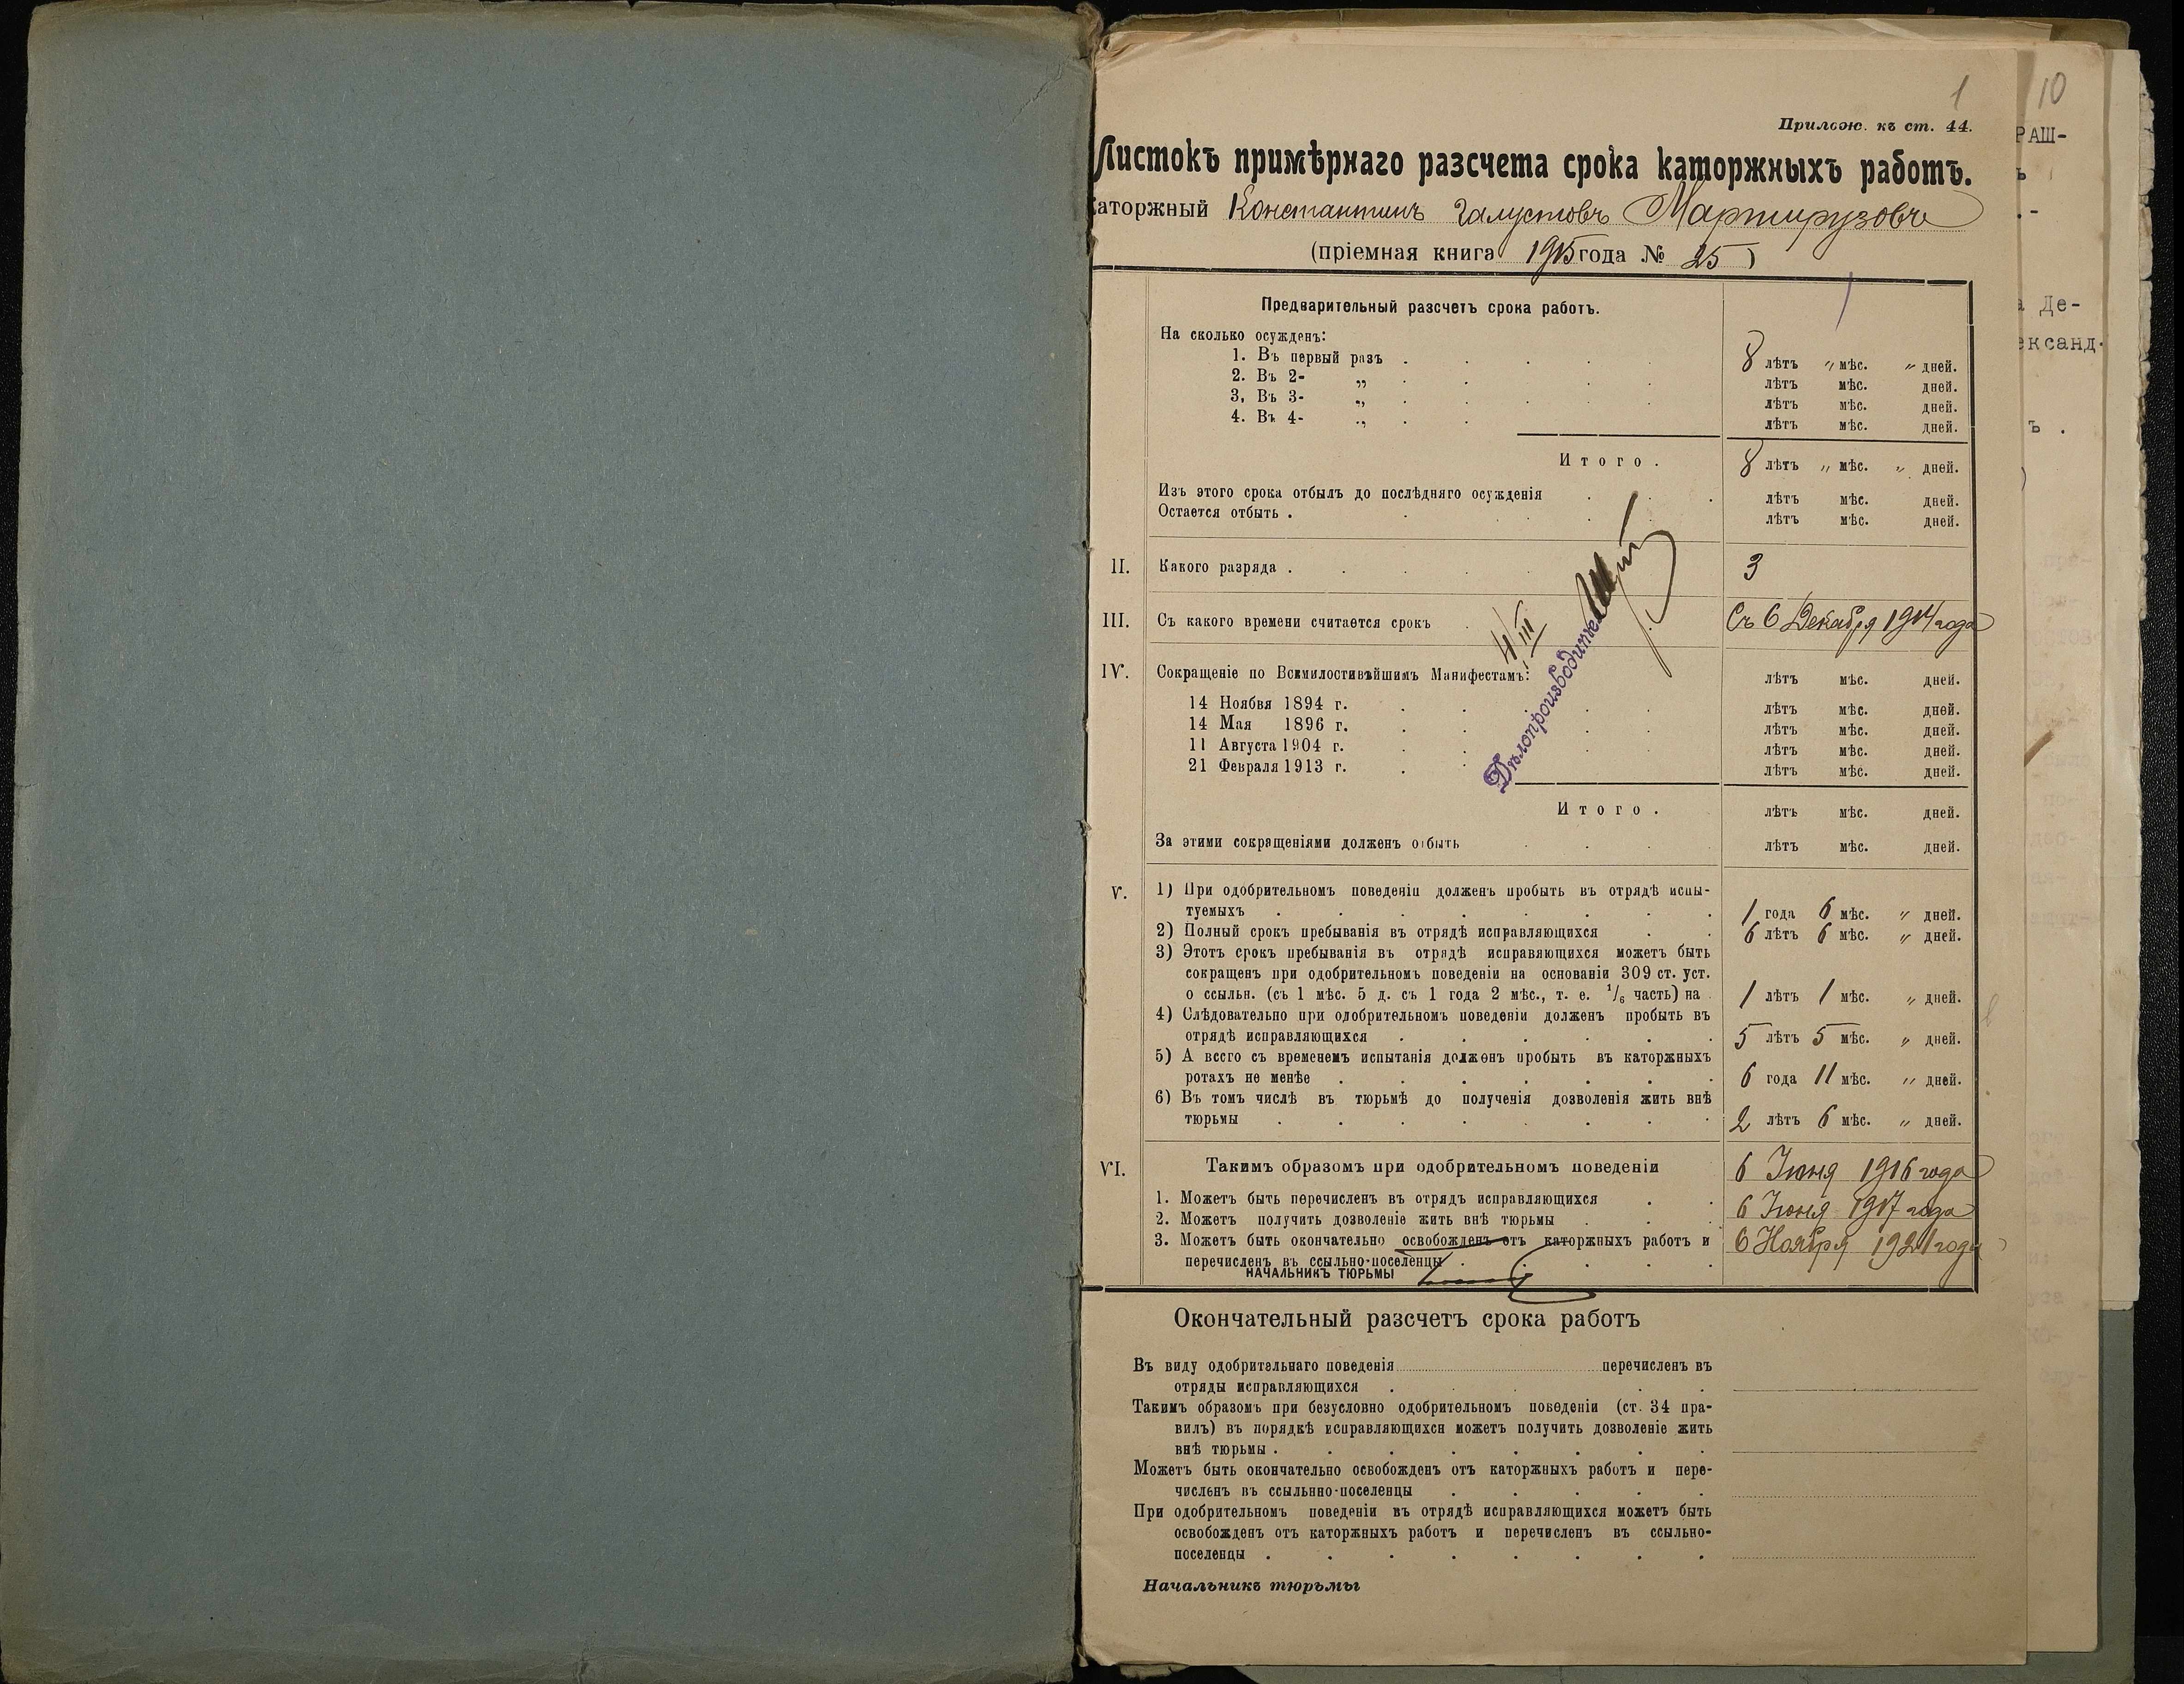 1
10
Прилож. къ ст. 44.
Листокъ примѣрнаго разсчета срока каторжныхъ работъ.
Каторжный Константинъ Галустовъ Мартирузовъ
(пріемная книга 1915 года № 25)
Предварительный разсчетъ срока работъ.
На сколько осужденъ:
1. Въ первый разъ . . . . . 8 лѣтъ " мѣс. " дней.
2. Въ 2- „ . . . . лѣтъ мѣс. дней.
3. Въ 3- „ . . . . лѣтъ мѣс. дней.
4. Въ 4- „ . . лѣтъ мѣс. дней.
Итого. 8 лѣтъ " мѣс. " дней.
Изъ этого срока отбылъ до послѣдняго осужденія . . . лѣтъ мѣс. дней.
Остается отбыть . . . . лѣтъ мѣс. дней.
II. Какого разряда . . . . 3
III. Съ какого времени считается срокъ . Съ 6 Декабря 1914 года
4/III
Дѣлопроизводитель
IV. Сокращеніе по Всемилостивѣйшимъ Манифестамъ: лѣтъ мѣс. дней.
14 Ноября 1894 г. . . . . лѣтъ мѣс. дней.
14 Мая 1896 г. . . . . лѣтъ мѣс. дней.
11 Августа 1904 г. . . . . лѣтъ мѣс. дней.
21 Февраля 1913 г. . . лѣтъ мѣс. дней.
Итого. лѣтъ мѣс. дней.
За этими сокращеніями долженъ отбыть . . . лѣтъ мѣс. дней.
V. 1) При одобрительномъ поведеніи долженъ пробыть въ отрядѣ испы-
туемыхъ . . . . . . . . 1 года 6 мѣс. " дней.
2) Полный срокъ пребыванія въ отрядѣ исправляющихся . . 6 лѣтъ 6 мѣс. " дней.
3) Этотъ срокъ пребыванія въ отрядѣ исправяющихся можетъ быть
сокращенъ при одобрительномъ поведеніи на основаніи 309 ст. уст.
о ссыльн. (съ 1 мѣс. 5 д. съ 1 года 2 мѣс., т. е. 1/6 часть) на . 1 лѣтъ 1 мѣс. " дней.
4) Слѣдовательно при одобрительномъ поведеніи долженъ пробыть въ
отрядѣ исправляющихся . . . . . . 5 лѣтъ 5 мѣс. " дней.
5) А всего съ временемъ испытанія долженъ пробыть въ каторжныхъ
ротахъ не менѣе . . . . . . . 6 года 11 мѣс. " дней.
6) Въ томъ числѣ въ тюрьмѣ до полученія дозволенія жить внѣ
тюрьмы . . . . . . . . 2 лѣтъ 6 мѣс. " дней.
VI. Такимъ образомъ при одобрительномъ поведеніи
1. Можетъ быть перечисленъ въ отрядъ исправляющихся . . 6 Іюня 1916 года
2. Можетъ получить дозволеніе жить внѣ тюрьмы . . . 6 Іюня 1917 года
3. Можетъ быть окончательно освобожденъ отъ каторжныхъ работъ и 6 Ноября 1921 года
перечисленъ въ ссыльно-поселенцы . . . . .
НАЧАЛЬНИКЪ ТЮРЬМЫ
Окончательный разсчетъ срока работъ
Въ виду одобрительнаго поведенія перечисленъ въ
отряды исправляющихся . . . .
Такимъ образомъ при безусловно одобрительномъ поведеніи (ст. 34 пра-
вилъ) въ порядкѣ исправляющихся можетъ получить дозволеніе жить
внѣ тюрьмы . . . . . . . .
Можетъ быть окончательно освобожденъ отъ каторжныхъ работъ и пере-
численъ въ ссыльнно-поселенцы . . . . .
При одобрительномъ поведеніи въ отрядѣ исправляющихся можетъ быть
освобожденъ отъ каторжныхъ работъ и перечисленъ въ ссыльно-
поселенцы . . . . . . . .
Начальникъ тюрьмы
РАШ-
Де-
ександ-
ъ .